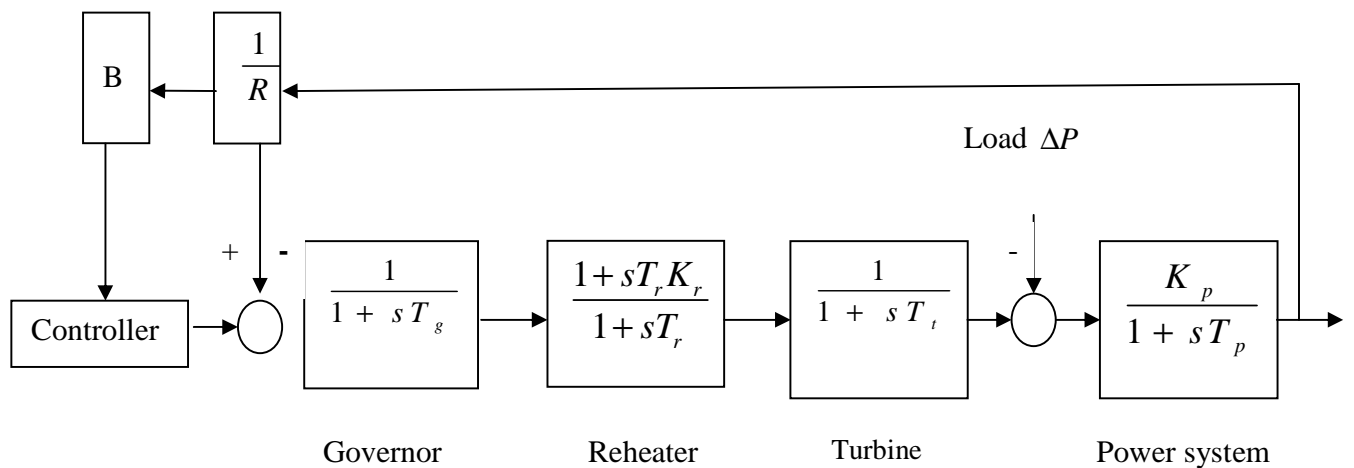 B
1
R
Load ΔP
+ - -
1
1 + s T_g
1 + sT_r K_r
1 + sT_r
1
1 + s T_t
K_p
1 + sT_p
Controller
Governor Reheater Turbine Power system